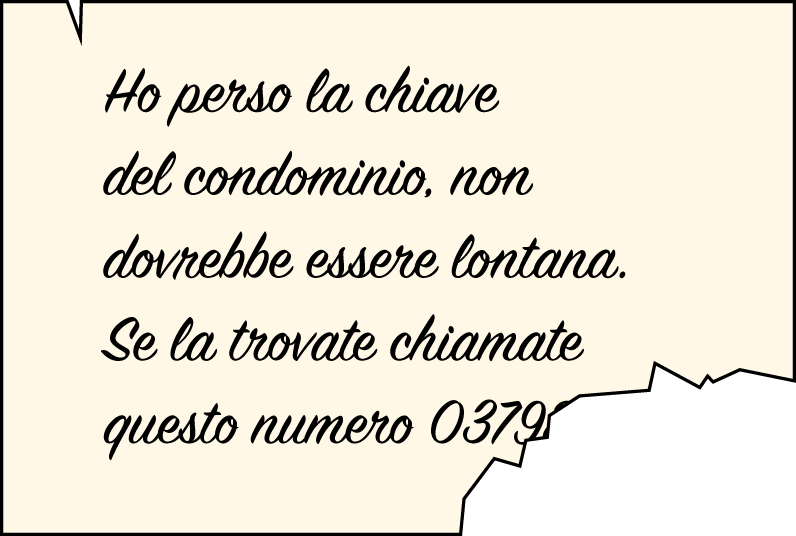 Ho perso la chiave
del condominio, non
dovrebbe essere lontana.
Se la trovate chiamate
questo numero 0379